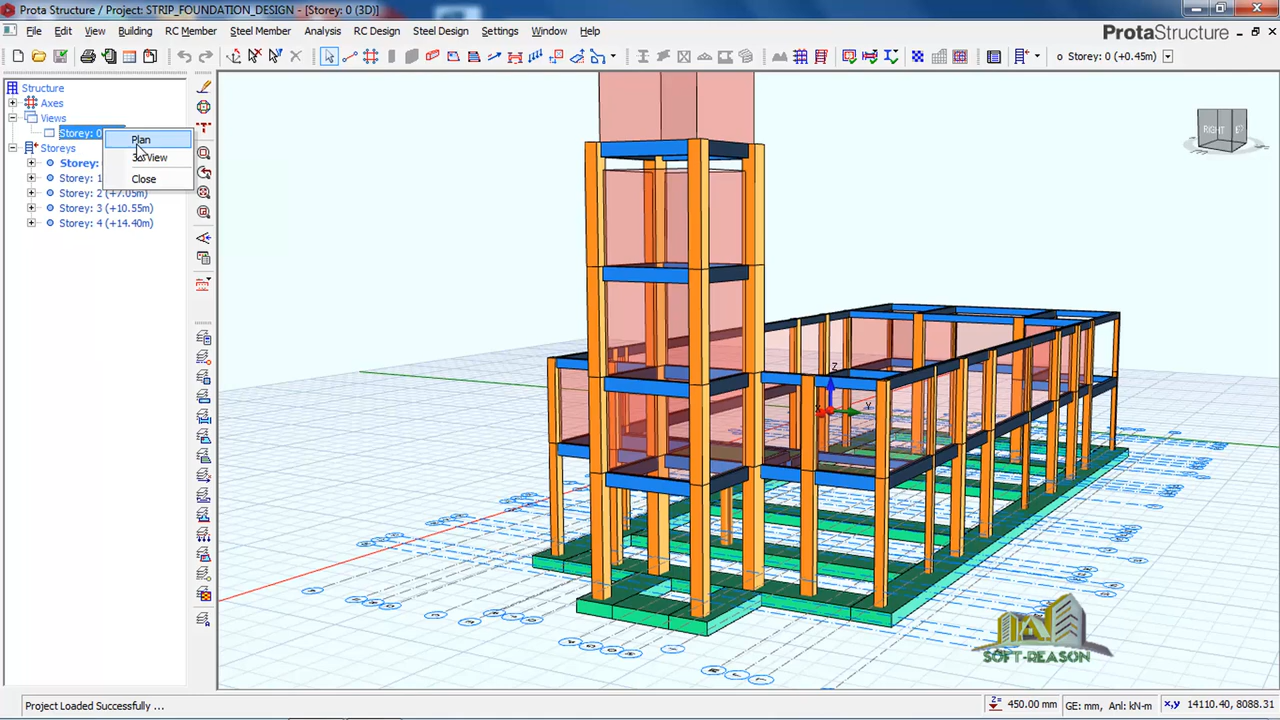 Prota Structure / Project: STRIP_FOUNDATION_DESIGN - [Storey: 0 (3D)]
File Edit View Building RC Member Steel Member Analysis RC Design Steel Design Settings Window Help
ProtaStructure
Storey: 0 (+0.45m)
Structure
Axes
Views
Storey: 0
Plan
View
Storeys
Storey:
Close
Storey: 1
Storey: 2 (+7.05m)
Storey: 3 (+10.55m)
Storey: 4 (+14.40m)
RIGHT
Z
X
Y
SOFT-REASON
Project Loaded Successfully ...
Z= 450.00 mm
GE: mm, Anl: kN-m
x,y 14110.40, 8088.31